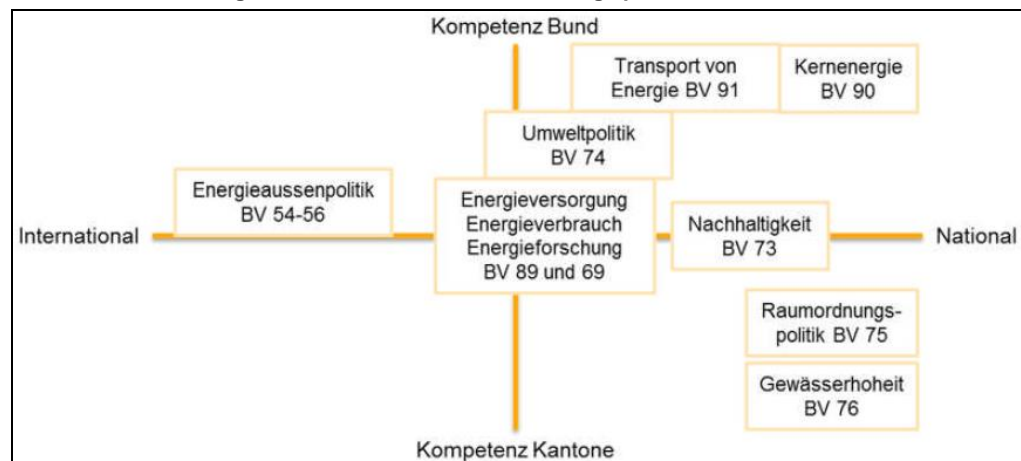 Kompetenz Bund
Transport von
Energie BV 91
Kernenergie
BV 90
Umweltpolitik
BV 74
Energieaussenpolitik
BV 54-56
Energieversorgung
Energieverbrauch
Energieforschung
BV 89 und 69
Nachhaltigkeit
BV 73
International
National
Raumordnungs-
politik BV 75
Gewässerhoheit
BV 76
Kompetenz Kantone